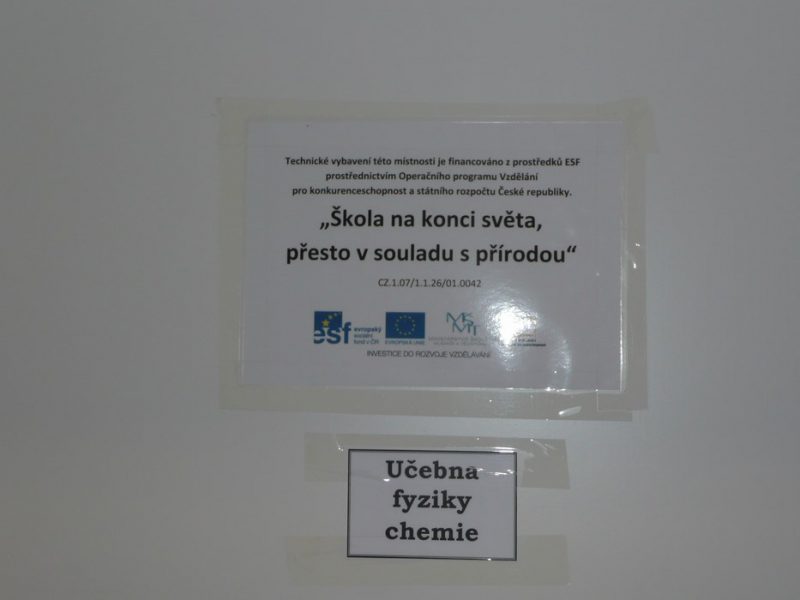 Technické vybavení této místnosti je financováno z prostředků ESF
prostřednictvím Operačního programu Vzdělání
pro konkurenceschopnost a státního rozpočtu České republiky.
„Škola na konci světa,
přesto v souladu s přírodou“
CZ.1.07/1.1.26/01.0042
esf evropský sociální fond v ČR
EVROPSKÁ UNIE
INVESTICE DO ROZVOJE VZDĚLÁVÁNÍ
Učebna
fyziky
chemie